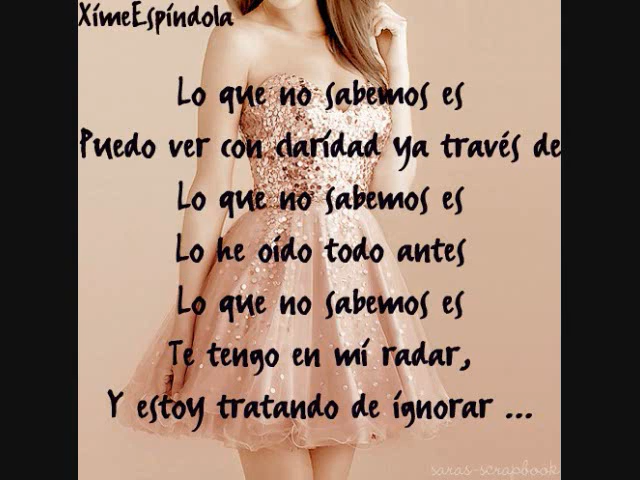 XimeEspíndola
Lo que no sabemos es
Puedo ver con claridad ya través de
Lo que no sabemos es
Lo he oído todo antes
Lo que no sabemos es
Te tengo en mi radar,
Y estoy tratando de ignorar ...
saras-scrapbook